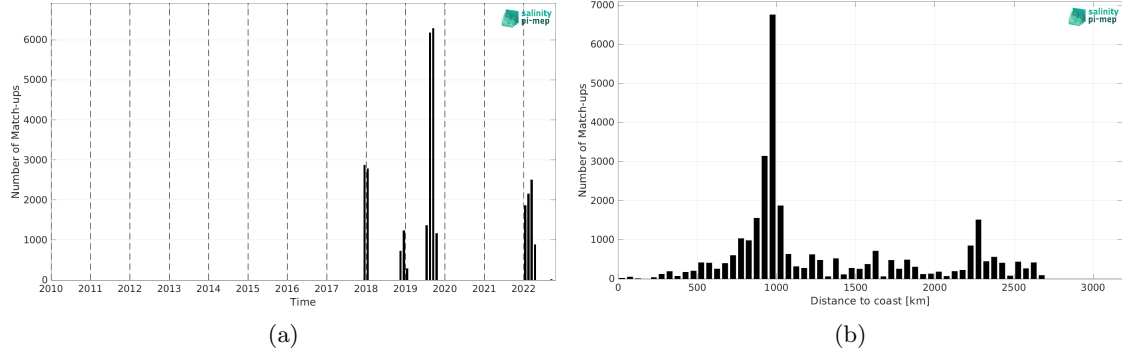 salinity
pi-mep
Number of Match-ups
6000
5000
4000
3000
2000
1000
0
2010 2011 2012 2013 2014 2015 2016 2017 2018 2019 2020 2021 2022
Time
(a)
salinity
pi-mep
Number of Match-ups
7000
6000
5000
4000
3000
2000
1000
0
0 500 1000 1500 2000 2500 3000
Distance to coast [km]
(b)